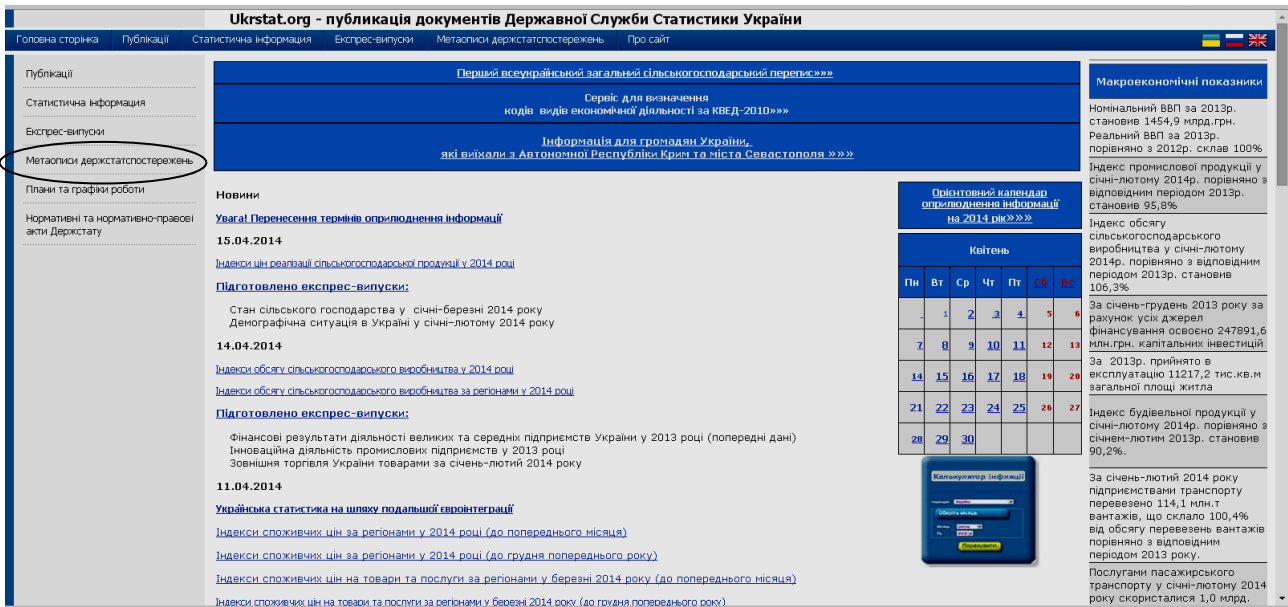 Ukrstat.org - публикація документів Державної Служби Статистики України
Головна сторінка Публікації Статистична інформация Експрес-випуски Метаописи держстатспостережень Про сайт
Публікації
Статистична інформация
Експрес-випуски
Метаописи держстатспостережень
Плани та графіки роботи
Нормативні та нормативно-правові
акти Держстату
Перший всеукраїнський загальний сільськогосподарський перепис»»»
Сервіс для визначення
кодів видів економічної діяльності за КВЕД-2010»»»
Інформація для громадян України,
які виїхали з Автономної Республіки Крим та міста Севастополя »»»
Новини
Увага! Перенесення термінів оприлюднення інформації
15.04.2014
Індекси цін реалізації сільськогосподарської продукції у 2014 році
Підготовлено експрес-випуски:
Стан сільського господарства у січні-березні 2014 року
Демографічна ситуація в Україні у січні-лютому 2014 року
14.04.2014
Індекси обсягу сільськогосподарського виробництва у 2014 році
Індекси обсягу сільськогосподарського виробництва за регіонами у 2014 році
Підготовлено експрес-випуски:
Фінансові результати діяльності великих та середніх підприємств України у 2013 році (попередні дані)
Інноваційна діяльність промислових підприємств у 2013 році
Зовнішня торгівля України товарами за січень-лютий 2014 року
11.04.2014
Українська статистика на шляху подальшої євроінтеграції
Індекси споживчих цін за регіонами у 2014 році (до попереднього місяця)
Індекси споживчих цін за регіонами у 2014 році (до грудня попереднього року)
Індекси споживчих цін на товари та послуги за регіонами у березні 2014 року (до попереднього місяця)
Індекси споживчих цін на товари та послуги за регіонами у березні 2014 року (до грудня попереднього року)
Орієнтовний календар
оприлюднення інформації
на 2014 рік»»»
Квітень
Пн Вт Ср Чт Пт Сб Вс
1 2 3 4 5 6
7 8 9 10 11 12 13
14 15 16 17 18 19 20
21 22 23 24 25 26 27
28 29 30
Калькулятор інфляції
Оберіть місяць
Порахувати
Макроекономічні показники
Номінальний ВВП за 2013р.
становив 1454,9 млрд.грн.
Реальний ВВП за 2013р.
порівняно з 2012р. склав 100%
Індекс промислової продукції у
січні-лютому 2014р. порівняно з
відповідним періодом 2013р.
становив 95,8%
Індекс обсягу
сільськогосподарського
виробництва у січні-лютому
2014р. порівняно з відповідним
періодом 2013р. становив
106,3%
За січень-грудень 2013 року за
рахунок усіх джерел
фінансування освоєно 247891,6
млн.грн. капітальних інвестицій
За 2013р. прийнято в
експлуатацію 11217,2 тис.кв.м
загальної площі житла
Індекс будівельної продукції у
січні-лютому 2014р. порівняно з
січнем-лютим 2013р. становив
90,2%.
За січень-лютий 2014 року
підприємствами транспорту
перевезено 114,1 млн.т
вантажів, що склало 100,4%
від обсягу перевезень вантажів
порівняно з відповідним
періодом 2013 року.
Послугами пасажирського
транспорту у січні-лютому 2014
року скористалися 1,0 млрд.